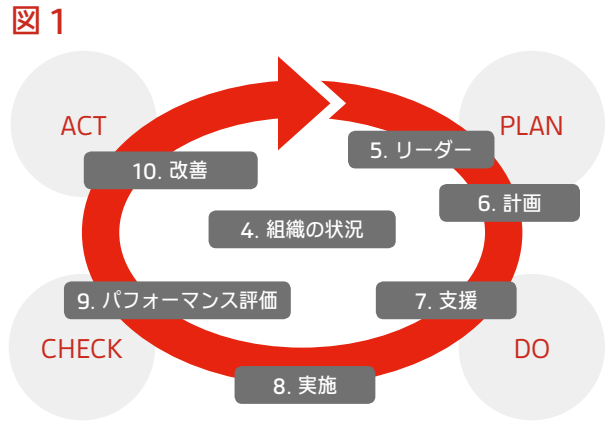 図 1
ACT
PLAN
5. リーダー
10. 改善
6. 計画
4. 組織の状況
9. パフォーマンス評価
7. 支援
CHECK
DO
8. 実施